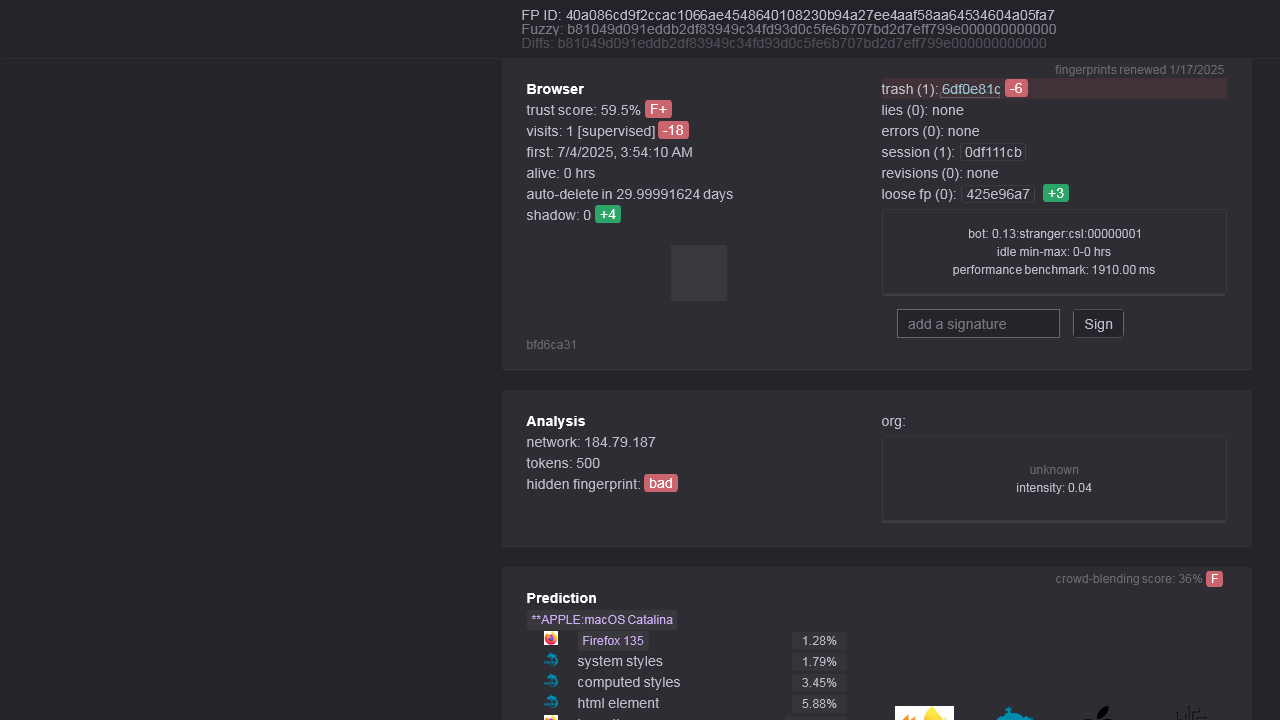 FP ID: 40a086cd9f2ccac1066ae4548640108230b94a27ee4aaf58aa64534604a05fa7
Fuzzy: b81049d091eddb2df83949c34fd93d0c5fe6b707bd2d7eff799e000000000000
Diffs: b81049d091eddb2df83949c34fd93d0c5fe6b707bd2d7eff799e000000000000
fingerprints renewed 1/17/2025
Browser
trust score: 59.5% F+
visits: 1 [supervised] -18
first: 7/4/2025, 3:54:10 AM
alive: 0 hrs
auto-delete in 29.99991624 days
shadow: 0 +4
bfd6ca31
trash (1): 6df0e81c -6
lies (0): none
errors (0): none
session (1): 0df111cb
revisions (0): none
loose fp (0): 425e96a7 +3
bot: 0.13:stranger:csl:00000001
idle min-max: 0-0 hrs
performance benchmark: 1910.00 ms
add a signature Sign
Analysis
network: 184.79.187
tokens: 500
hidden fingerprint: bad
org:
unknown
intensity: 0.04
crowd-blending score: 36% F
Prediction
**APPLE:macOS Catalina
Firefox 135 1.28%
system styles 1.79%
computed styles 3.45%
html element 5.88%